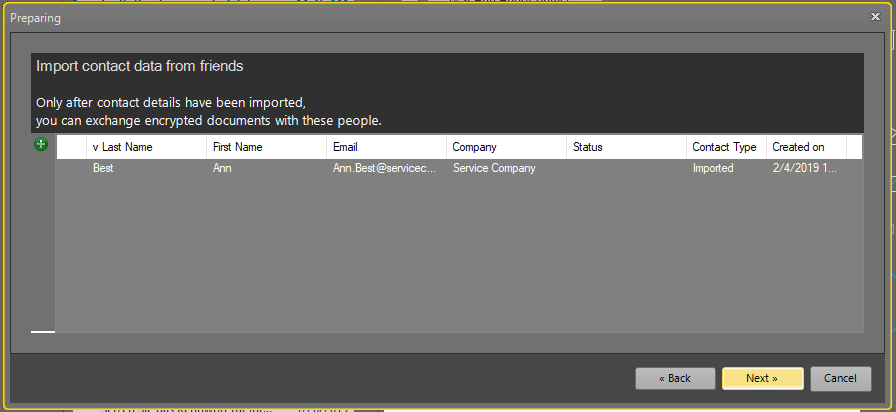 Preparing
Import contact data from friends
Only after contact details have been imported,
you can exchange encrypted documents with these people.
v Last Name First Name Email Company Status Contact Type Created on
Best Ann Ann.Best@servicec... Service Company Imported 2/4/2019 1...
« Back Next » Cancel